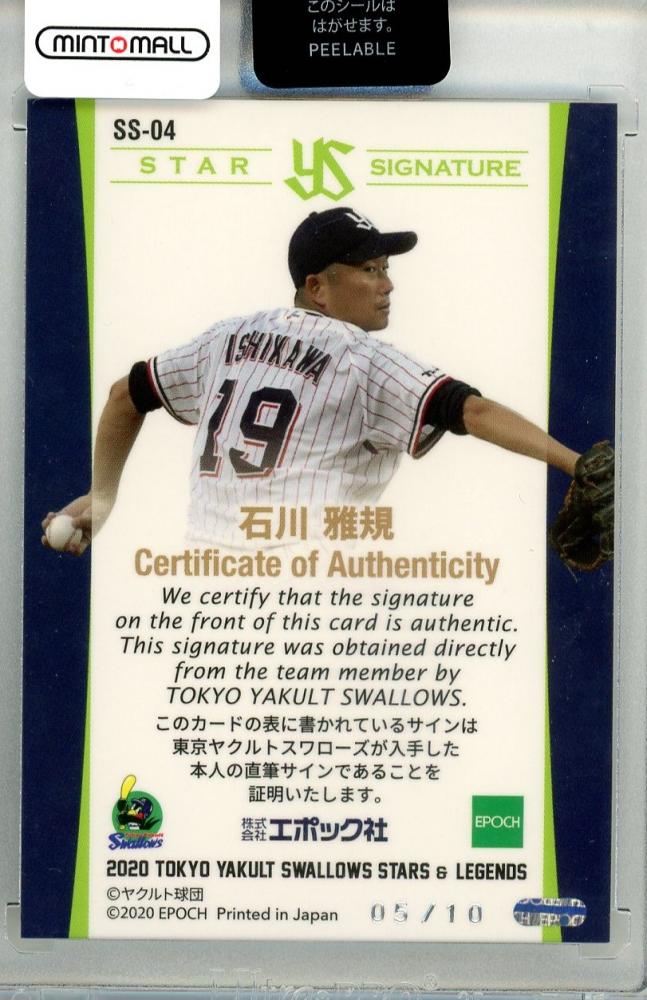 MINTMALL
このシールは
はがせます。
PEELABLE
SS-04
STAR YS SIGNATURE
ISHIKAWA
19
石川 雅規
Certificate of Authenticity
We certify that the signature
on the front of this card is authentic.
This signature was obtained directly
from the team member by
TOKYO YAKULT SWALLOWS.
このカードの表に書かれているサインは
東京ヤクルトスワローズが入手した
本人の直筆サインであることを
証明いたします。
Swallows
株式会社エポック社
EPOCH
2020 TOKYO YAKULT SWALLOWS STARS & LEGENDS
©ヤクルト球団
©2020 EPOCH Printed in Japan
05/10